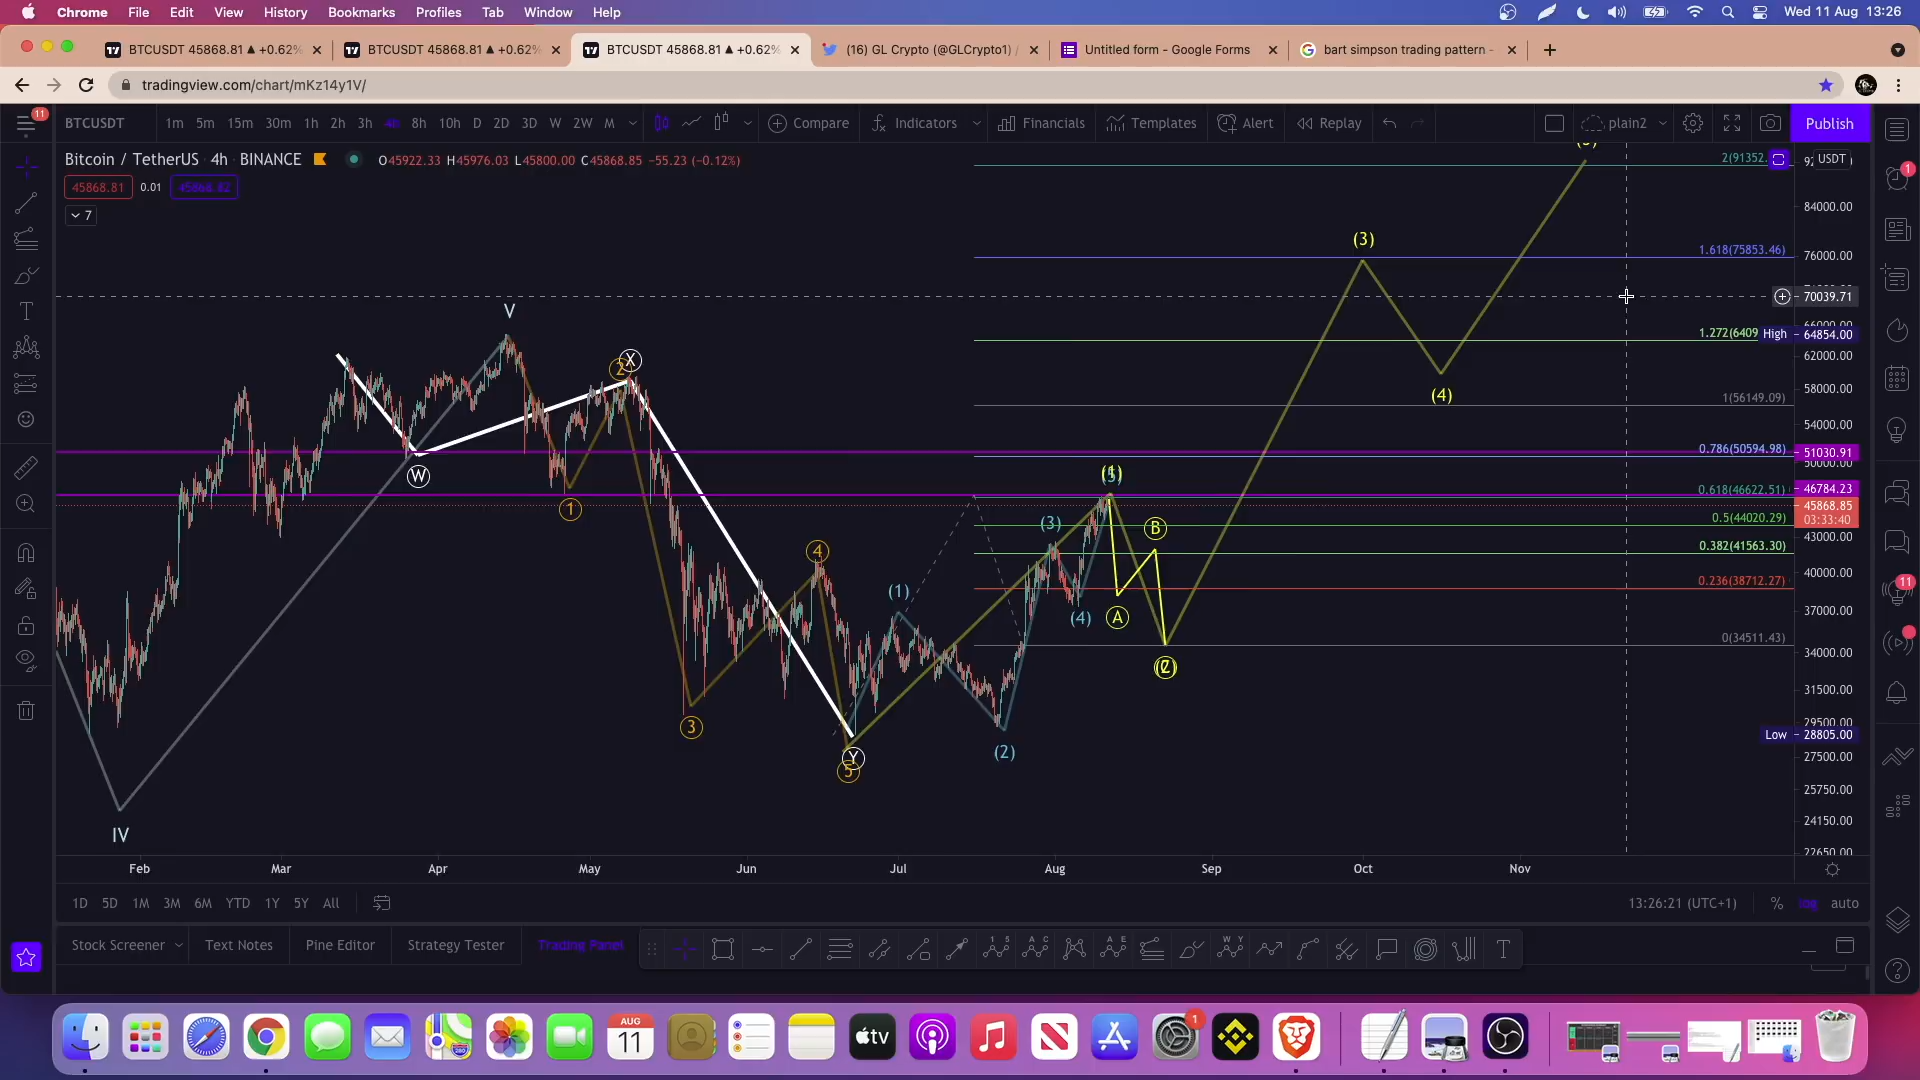 Chrome File Edit View History Bookmarks Profiles Tab Window Help Wed 11 Aug 13:26
BTCUSDT 45868.81 ▲ +0.62% BTCUSDT 45868.81 ▲ +0.62% BTCUSDT 45868.81 ▲ +0.62% (16) GL Crypto (@GLCrypto1) / Untitled form - Google Forms bart simpson trading pattern -
tradingview.com/chart/mKz14y1V/
11 BTCUSDT 1m 5m 15m 30m 1h 2h 3h 4h 8h 10h D 2D 3D W 2W M Compare Indicators Financials Templates Alert Replay plain2 Publish
Bitcoin / TetherUS 4h BINANCE O45922.33 H45976.03 L45800.00 C45868.85 −55.23 (−0.12%)
2(91352. USDT
45868.81 0.01 45868.82
7
84000.00
(3)
1.618(75853.46) 76000.00
70039.71
V
1.272(6409 High 64854.00
X
2
62000.00
58000.00
(4)
1(56149.09)
54000.00
0.786(50594.98) 51030.91
50000.00
W
(1)
(5)
0.618(46622.51) 46784.23
45868.85
03:33:40
1
(3)
B
0.5(44020.29)
43000.00
4
0.382(41563.30)
40000.00
0.236(38712.27)
(1)
(4)
A
37000.00
0(34511.43)
34000.00
C
31500.00
3
29500.00
Low 28805.00
(2)
Y
5
27500.00
25750.00
IV
24150.00
22650.00
Feb Mar Apr May Jun Jul Aug Sep Oct Nov
1D 5D 1M 3M 6M YTD 1Y 5Y All 13:26:21 (UTC+1) % log auto
Stock Screener Text Notes Pine Editor Strategy Tester Trading Panel
AUG
11
tv
1